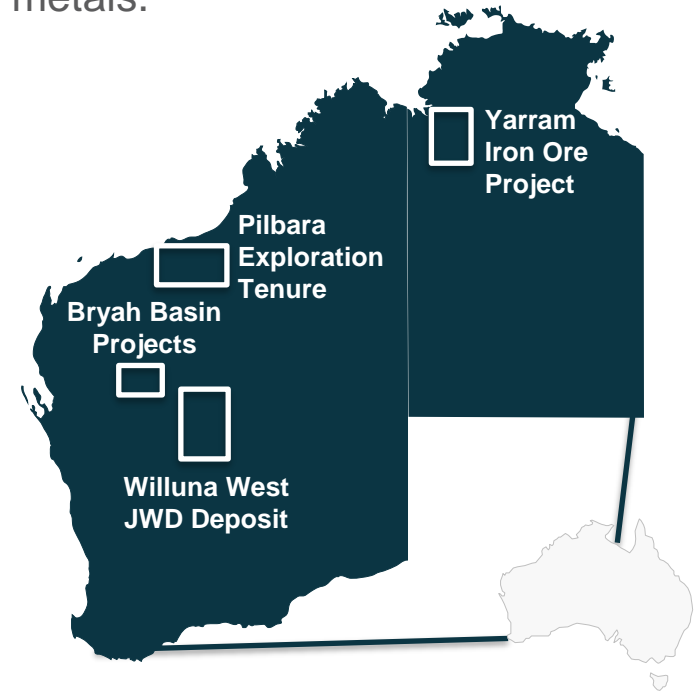 metals.
Yarram
Iron Ore
Project
Pilbara
Exploration
Tenure
Bryah Basin
Projects
Willuna West
JWD Deposit